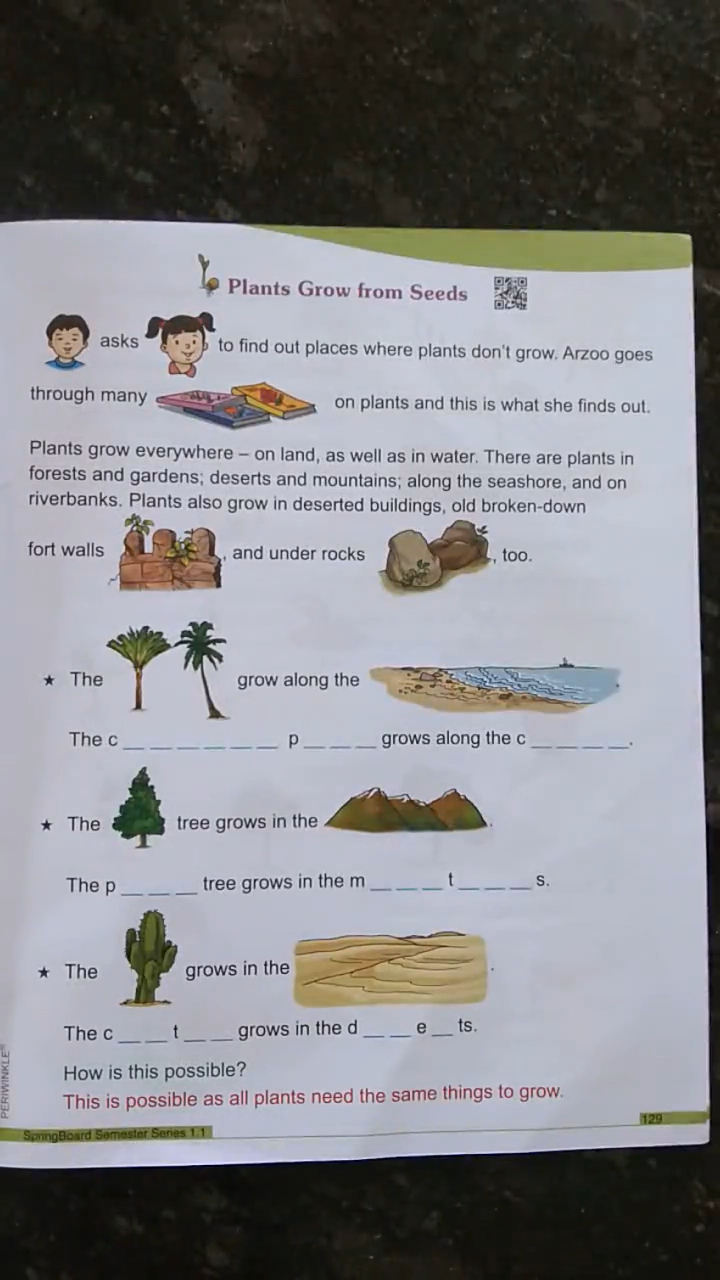 Plants Grow from Seeds
asks to find out places where plants don't grow. Arzoo goes
through many on plants and this is what she finds out.
Plants grow everywhere – on land, as well as in water. There are plants in
forests and gardens; deserts and mountains; along the seashore, and on
riverbanks. Plants also grow in deserted buildings, old broken-down
fort walls , and under rocks , too.
★ The grow along the .
The c _ _ _ _ _ _ p _ _ _ grows along the c _ _ _ _.
★ The tree grows in the .
The p _ _ _ tree grows in the m _ _ _ t _ _ _ s.
★ The grows in the .
The c _ _ t _ _ grows in the d _ _ e _ ts.
How is this possible?
This is possible as all plants need the same things to grow.
PERIWINKLE®
SpringBoard Semester Series 1.1
129